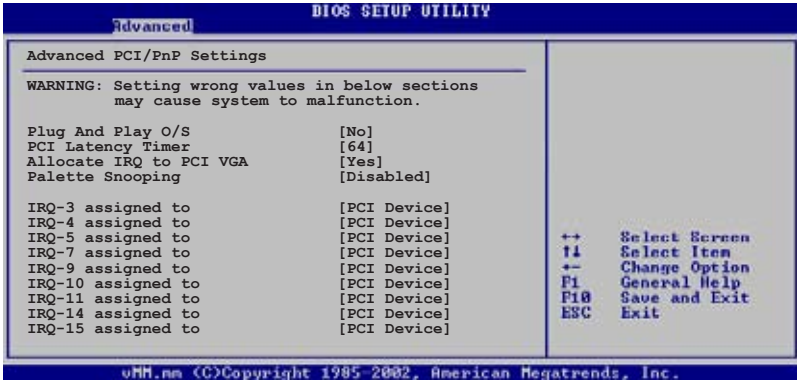 BIOS SETUP UTILITY
Advanced
Advanced PCI/PnP Settings
WARNING: Setting wrong values in below sections
may cause system to malfunction.
Plug And Play O/S [No]
PCI Latency Timer [64]
Allocate IRQ to PCI VGA [Yes]
Palette Snooping [Disabled]
IRQ-3 assigned to [PCI Device]
IRQ-4 assigned to [PCI Device]
IRQ-5 assigned to [PCI Device]
IRQ-7 assigned to [PCI Device]
IRQ-9 assigned to [PCI Device]
IRQ-10 assigned to [PCI Device]
IRQ-11 assigned to [PCI Device]
IRQ-14 assigned to [PCI Device]
IRQ-15 assigned to [PCI Device]
↔ Select Screen
↑↓ Select Item
+- Change Option
F1 General Help
F10 Save and Exit
ESC Exit
vMM.mm (C)Copyright 1985-2002, American Megatrends, Inc.